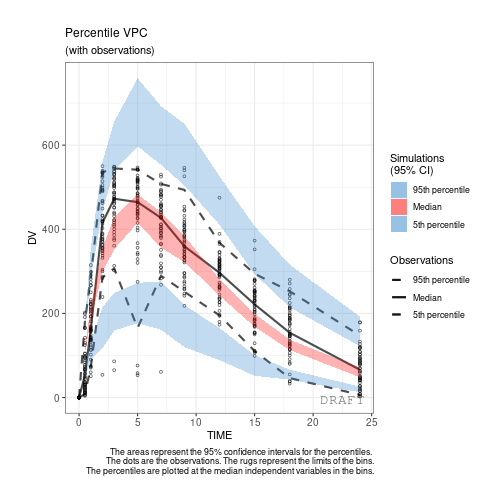 Percentile VPC
(with observations)
DV
600
400
200
0
0
5
10
15
20
25
TIME
DRAFT
Simulations
(95% CI)
95th percentile
Median
5th percentile
Observations
95th percentile
Median
5th percentile
The areas represent the 95% confidence intervals for the percentiles.
The dots are the observations. The rugs represent the limits of the bins.
The percentiles are plotted at the median independent variables in the bins.